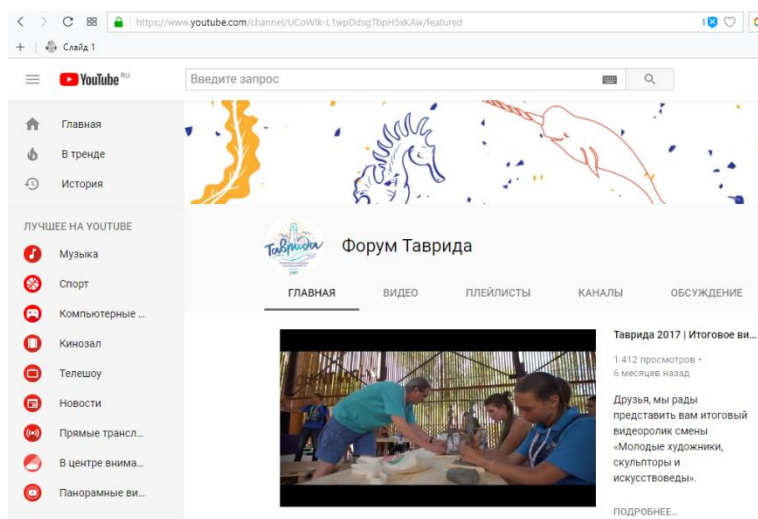 https://www.youtube.com/channel/UCoWIk-L1wpDdsg7bpH5xKAw/featured
1
Слайд 1
YouTube RU
Введите запрос
Главная
В тренде
История
ЛУЧШЕЕ НА YOUTUBE
Музыка
Спорт
Компьютерные ...
Кинозал
Телешоу
Новости
Прямые трансл...
В центре внима...
Панорамные ви...
Таврида
Форум Таврида
ГЛАВНАЯ
ВИДЕО
ПЛЕЙЛИСТЫ
КАНАЛЫ
ОБСУЖДЕНИЕ
Таврида 2017 | Итоговое ви...
1 412 просмотров •
6 месяцев назад
Друзья, мы рады
представить вам итоговый
видеоролик смены
«Молодые художники,
скульпторы и
искусствоведы».
ПОДРОБНЕЕ...